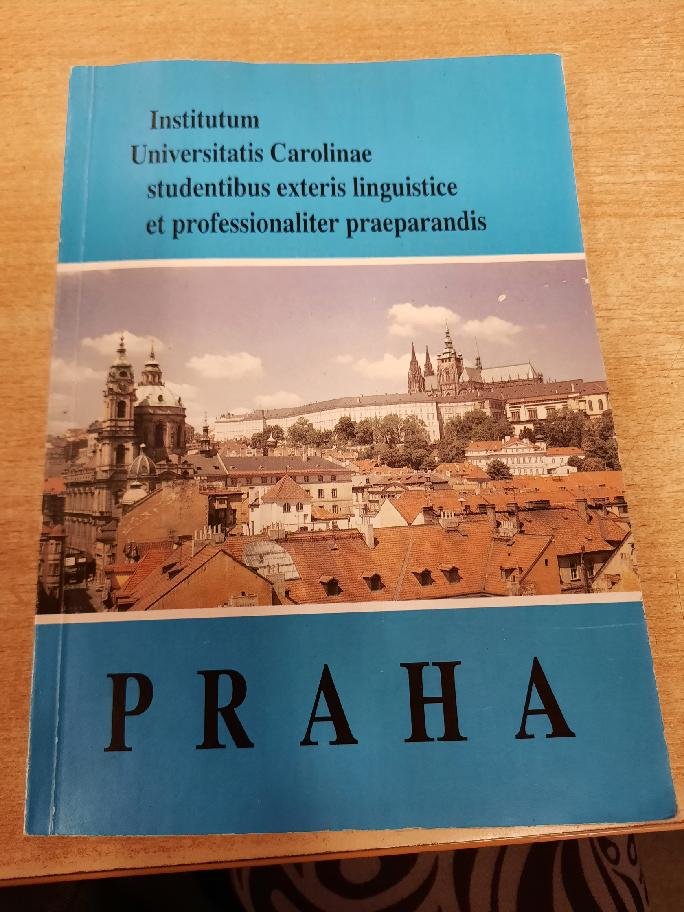 Institutum
Universitatis Carolinae
studentibus exteris linguistice
et professionaliter praeparandis
PRAHA